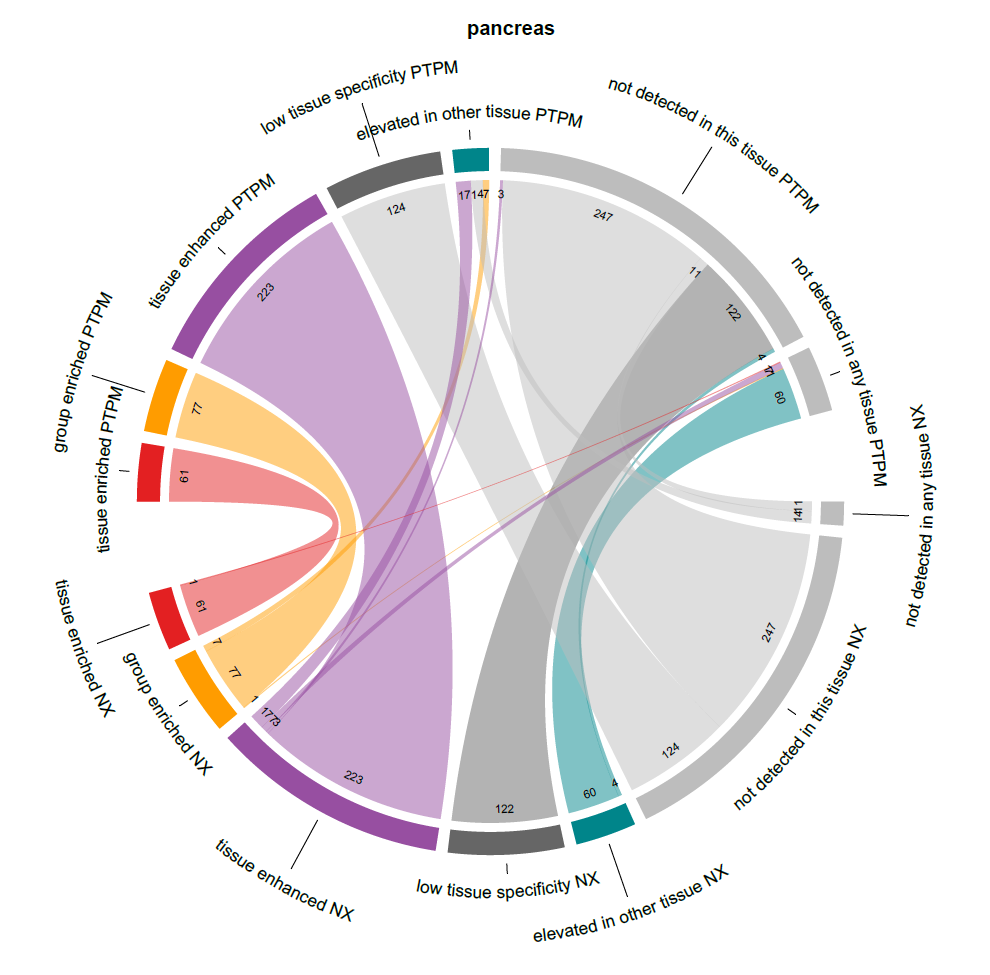 pancreas
low tissue specificity PTPM
elevated in other tissue PTPM
not detected in this tissue PTPM
not detected in any tissue PTPM
not detected in any tissue NX
not detected in this tissue NX
elevated in other tissue NX
low tissue specificity NX
tissue enhanced NX
group enriched NX
tissue enriched NX
tissue enriched PTPM
group enriched PTPM
tissue enhanced PTPM
124
17
14
7
3
247
11
122
4
60
247
124
4
60
122
223
1
77
7
61
1
61
77
223